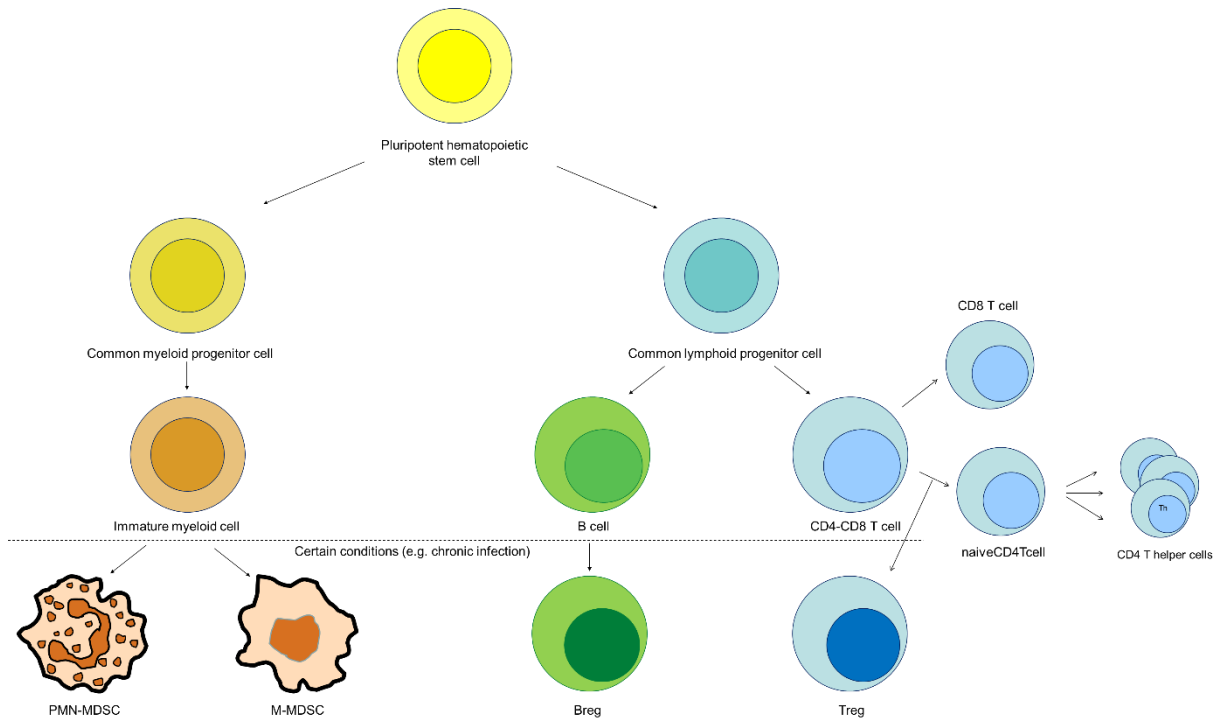 Pluripotent hematopoietic
stem cell
Common myeloid progenitor cell
Common lymphoid progenitor cell
CD8 T cell
Immature myeloid cell
B cell
CD4-CD8 T cell
naiveCD4Tcell
Th
CD4 T helper cells
Certain conditions (e.g. chronic infection)
PMN-MDSC
M-MDSC
Breg
Treg